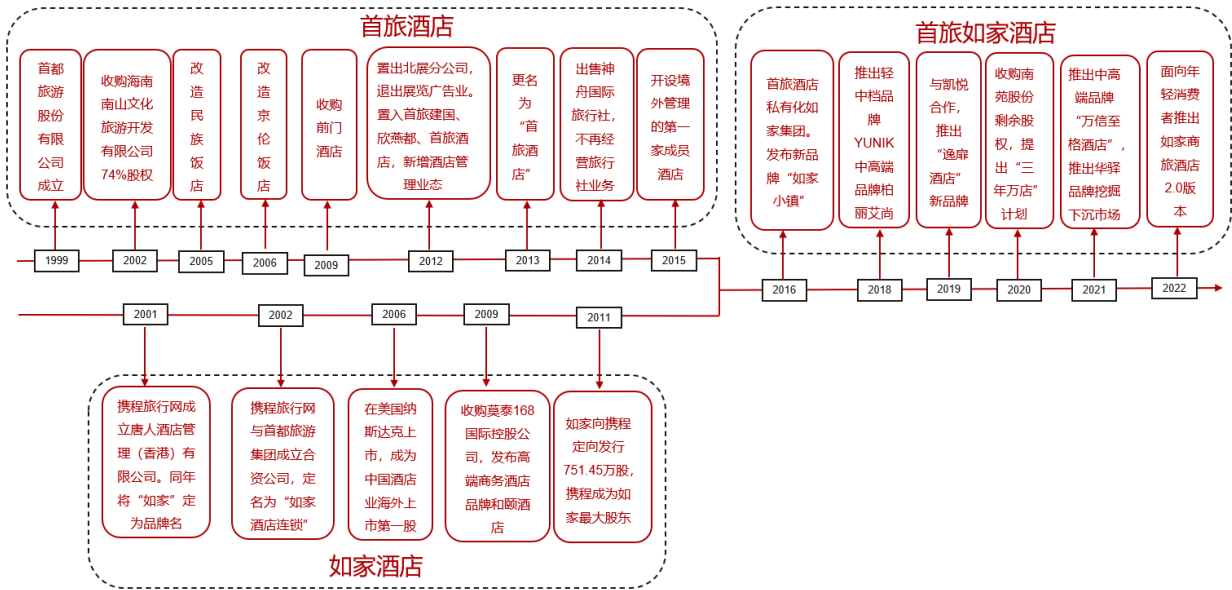 首旅酒店
首都
旅游
股份
有限
公司
成立
收购海南
南山文化
旅游开发
有限公司
74%股权
改
造
民
族
饭
店
改
造
京
伦
饭
店
收购
前门
酒店
置出北展分公司，
退出展览广告业。
置入首旅建国、
欣燕都、首旅酒
店，新增酒店管
理业态
更名
为
“首
旅酒
店”
出售神
舟国际
旅行社，
不再经
营旅行
社业务
开设境
外管理
的第一
家成员
酒店
1999
2002
2005
2006
2009
2012
2013
2014
2015
首旅如家酒店
首旅酒店
私有化如
家集团。
发布新品
牌“如家
小镇”
推出轻
中档品
牌
YUNIK
中高端
品牌柏
丽艾尚
与凯悦
合作，
推出
“逸扉
酒店”
新品牌
收购南
苑股份
剩余股
权，提
出“三
年万店”
计划
推出中高
端品牌
“万信至
格酒店”，
推出华驿
品牌挖掘
下沉市场
面向年
轻消费
者推出
如家商
旅酒店
2.0版
本
2016
2018
2019
2020
2021
2022
2001
2002
2006
2009
2011
携程旅行网成
立唐人酒店管
理（香港）有
限公司。同年
将“如家”定
为品牌名
携程旅行网
与首都旅游
集团成立合
资公司，定
名为“如家
酒店连锁”
在美国纳
斯达克上
市，成为
中国酒店
业海外上
市第一股
收购莫泰168
国际控股公
司，发布高
端商务酒店
品牌和颐酒
店
如家向携程
定向发行
751.45万股，
携程成为如
家最大股东
如家酒店